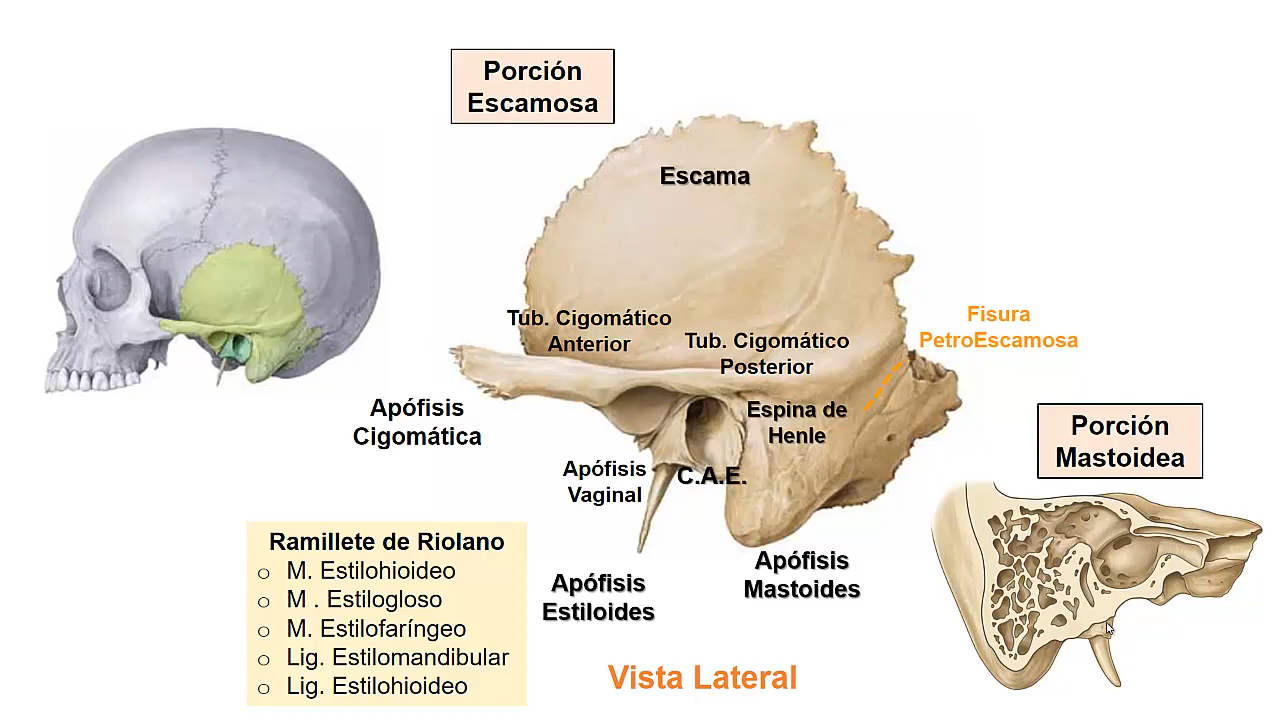 Porción
Escamosa
Escama
Tub. Cigomático
Anterior
Tub. Cigomático
Posterior
Fisura
PetroEscamosa
Apófisis
Cigomática
Espina de
Henle
Porción
Mastoidea
Apófisis
Vaginal
C.A.E.
Ramillete de Riolano
o M. Estilohioideo
o M . Estilogloso
o M. Estilofaríngeo
o Lig. Estilomandibular
o Lig. Estilohioideo
Apófisis
Estiloides
Apófisis
Mastoides
Vista Lateral